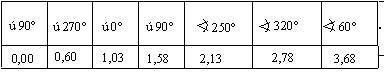 ú 90° ú 270° ú 0° ú 90° ∢ 250° ∢ 320° ∢ 60° .
0,00 0,60 1,03 1,58 2,13 2,78 3,68